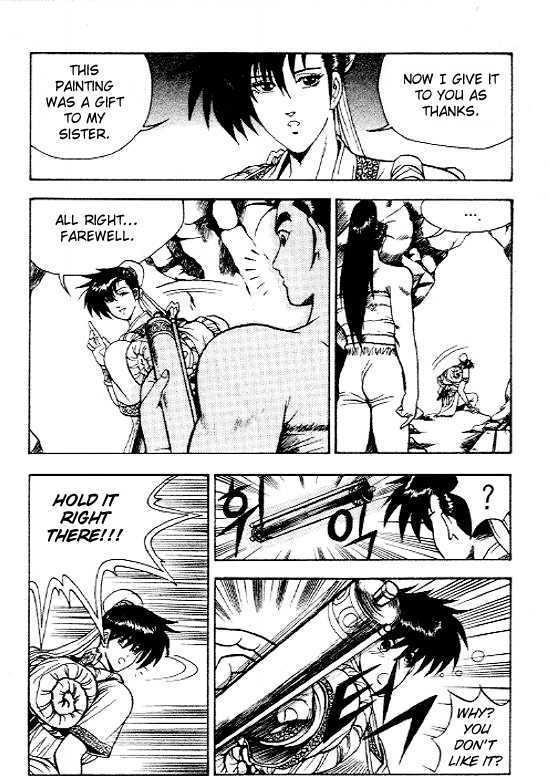 THIS
PAINTING
WAS A GIFT
TO MY
SISTER.
NOW I GIVE IT
TO YOU AS
THANKS.
ALL RIGHT...
FAREWELL.
....
HOLD IT
RIGHT
THERE!!!
?
WHY?
YOU
DON'T
LIKE IT?